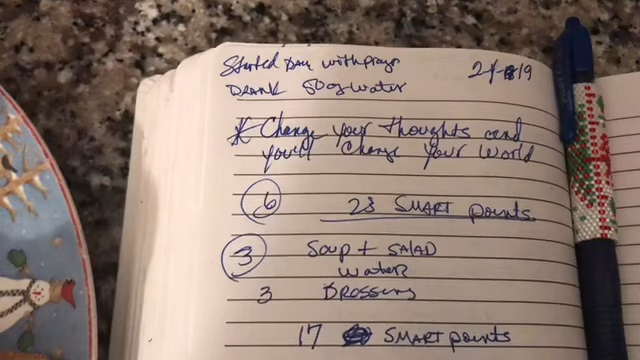 Started Day with prayer
2-1-19
DRANK 80oz water
* Change your thoughts and
you'll change your world
6 23 SMART points
3 Soup + SALAD
water
3 DRESSING
17 SMART points